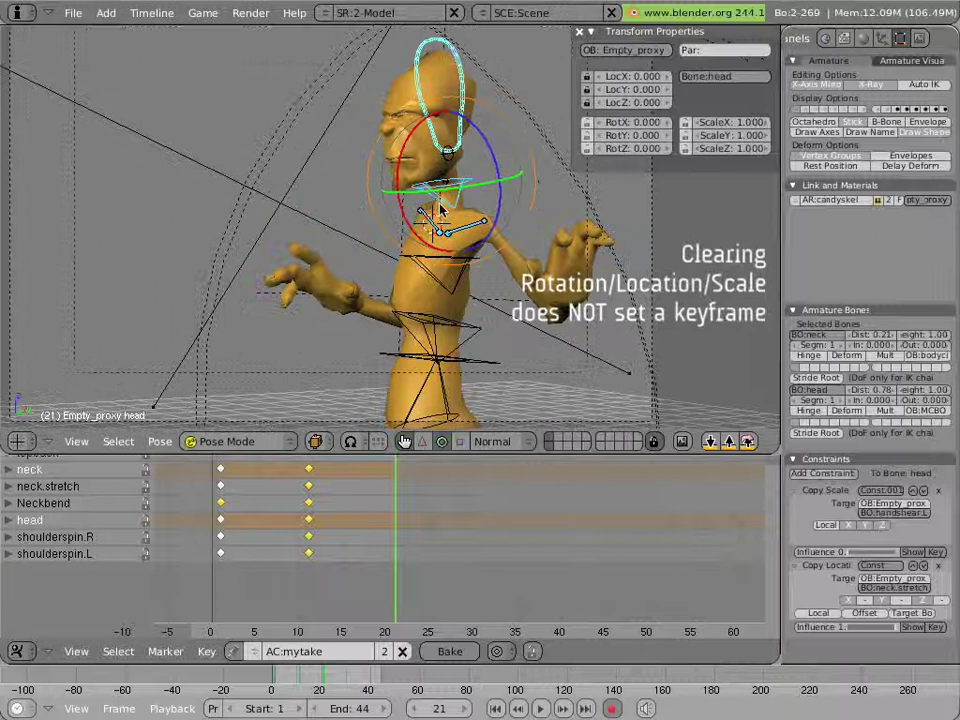 File Add Timeline Game Render Help SR:2-Model SCE:Scene www.blender.org 244.1 Bo:2-269 | Mem:12.09M (106.49M)
Transform Properties
OB: Empty_proxy Par:
LocX: 0.000 Bone:head
LocY: 0.000
LocZ: 0.000
RotX: 0.000 ScaleX: 1.000
RotY: 0.000 ScaleY: 1.000
RotZ: 0.000 ScaleZ: 1.000
Clearing
Rotation/Location/Scale
does NOT set a keyframe
(21) Empty_proxy head
View Select Pose Pose Mode Normal
neck
neck.stretch
Neckbend
head
shoulderspin.R
shoulderspin.L
-10 -5 0 5 10 15 20 25 30 35 40 45 50 55 60
View Select Marker Key AC:mytake 2 Bake
-100 -80 -60 -40 -20 0 20 40 60 80 100 120 140 160 180 200 220 240 260
View Frame Playback Pr Start: 1 End: 44 21
anels
Armature Armature Visua
Editing Options
X-Ray Auto IK
Display Options
Octahedro Stick B-Bone Envelope
Draw Axes Draw Name Draw Shape
Deform Options
Vertex Groups Envelopes
Rest Position Delay Deform
Link and Materials
AR:candyskel 2 F pty_proxy
Armature Bones
Selected Bones
BO:neck Dist: 0.21 eight: 1.00
Segm: 1 In: 0.000 Out: 0.000
Hinge Deform Mult OB:bodyci
Stride Root (DoF only for IK chai
BO:head Dist: 0.78 eight: 1.00
Segm: 1 In: 0.000 Out: 0.000
Hinge Deform Mult OB:MCBO
Stride Root (DoF only for IK chai
Constraints
Add Constraint To Bone: head
Copy Scale Const.001
Targe OB:Empty_prox
Local X Y Z
Influence 0. Show Key
Copy Locati Const
Targe OB:Empty_prox
BO:neck.stretch
X - Y - Z -
Local Offset Target Bo
Influence 1. Show Key